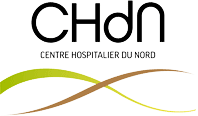 CHdN
CENTRE HOSPITALIER DU NORD